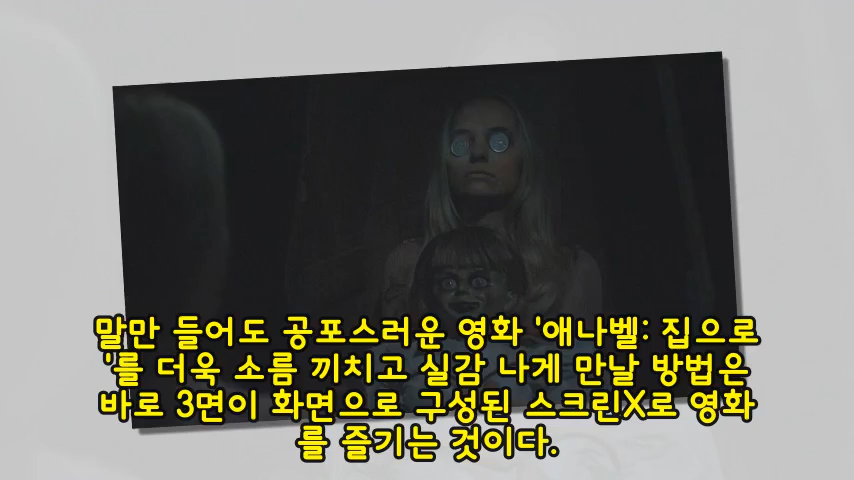 말만 들어도 공포스러운 영화 '애나벨: 집으로
'를 더욱 소름 끼치고 실감 나게 만날 방법은
바로 3면이 화면으로 구성된 스크린X로 영화
를 즐기는 것이다.